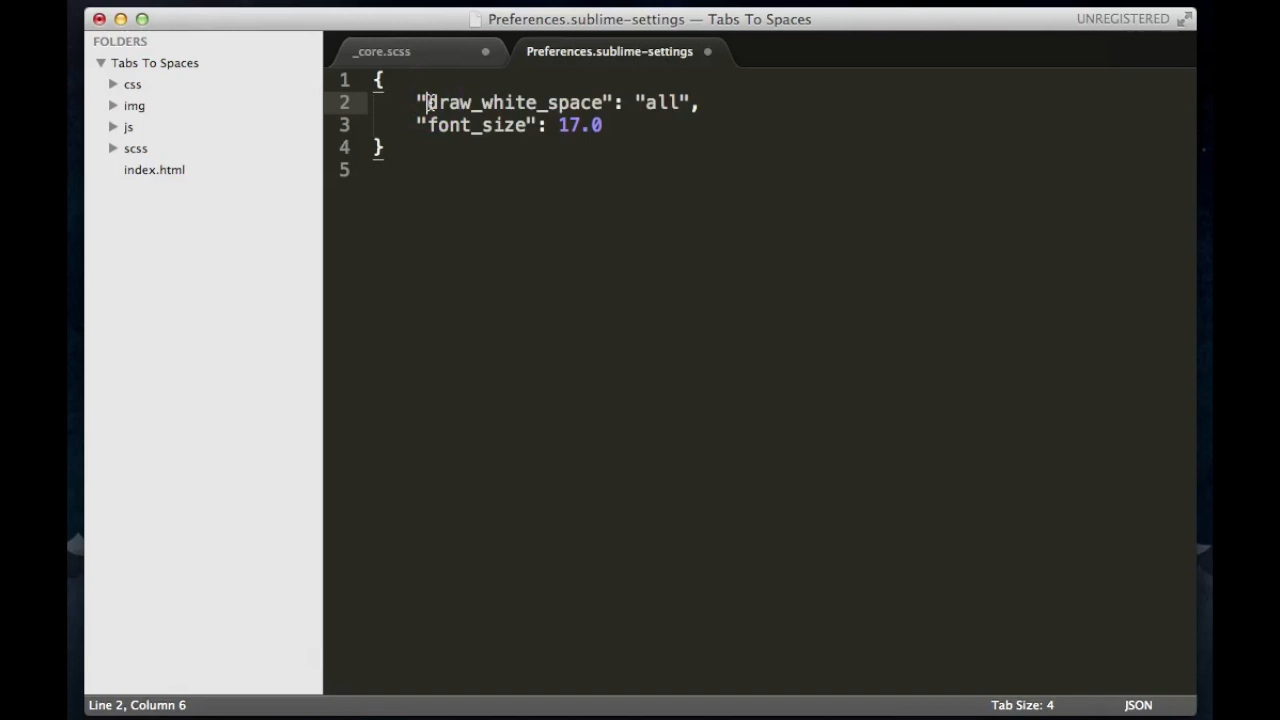 Preferences.sublime-settings — Tabs To Spaces
UNREGISTERED
FOLDERS
Tabs To Spaces
css
img
js
scss
index.html
_core.scss
Preferences.sublime-settings
1 {
2 "draw_white_space": "all",
3 "font_size": 17.0
4 }
5
Line 2, Column 6
Tab Size: 4
JSON